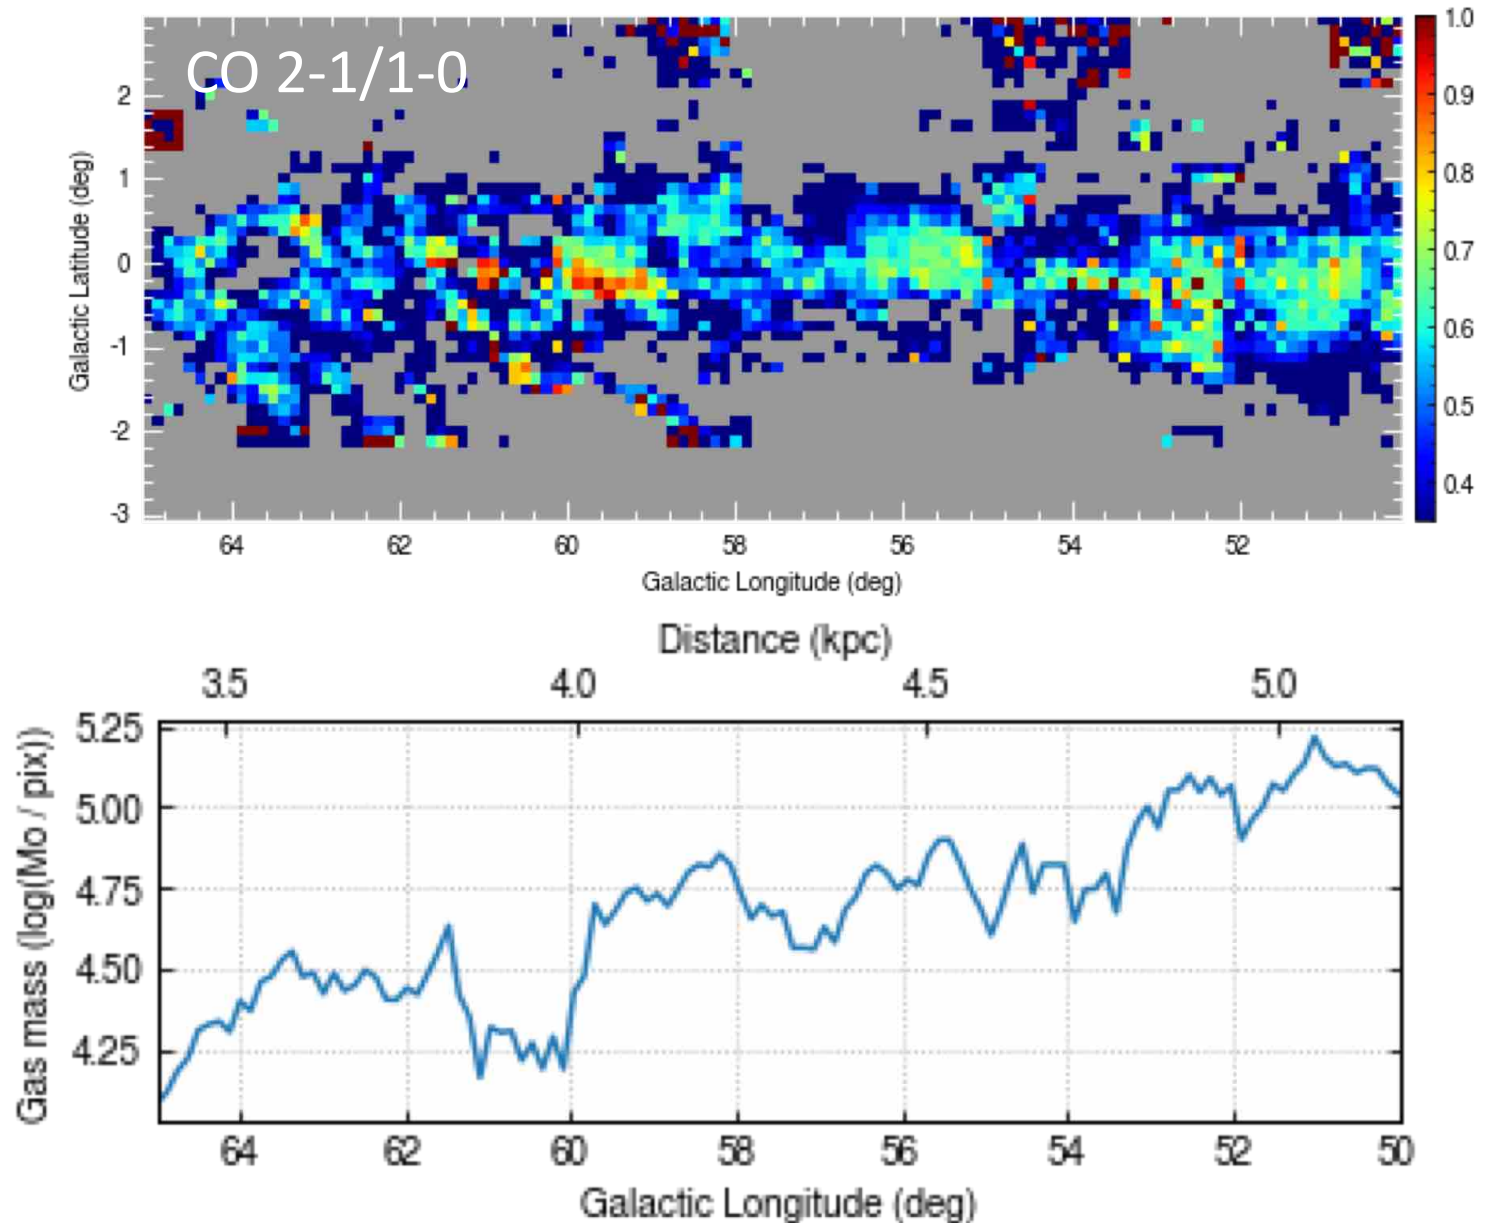 CO 2-1/1-0
1.0
0.9
0.8
0.7
0.6
0.5
0.4
2
1
0
-1
-2
-3
Galactic Latitude (deg)
64 62 60 58 56 54 52
Galactic Longitude (deg)
Distance (kpc)
3.5 4.0 4.5 5.0
5.25
5.00
4.75
4.50
4.25
Gas mass (log(Mo / pix))
64 62 60 58 56 54 52 50
Galactic Longitude (deg)